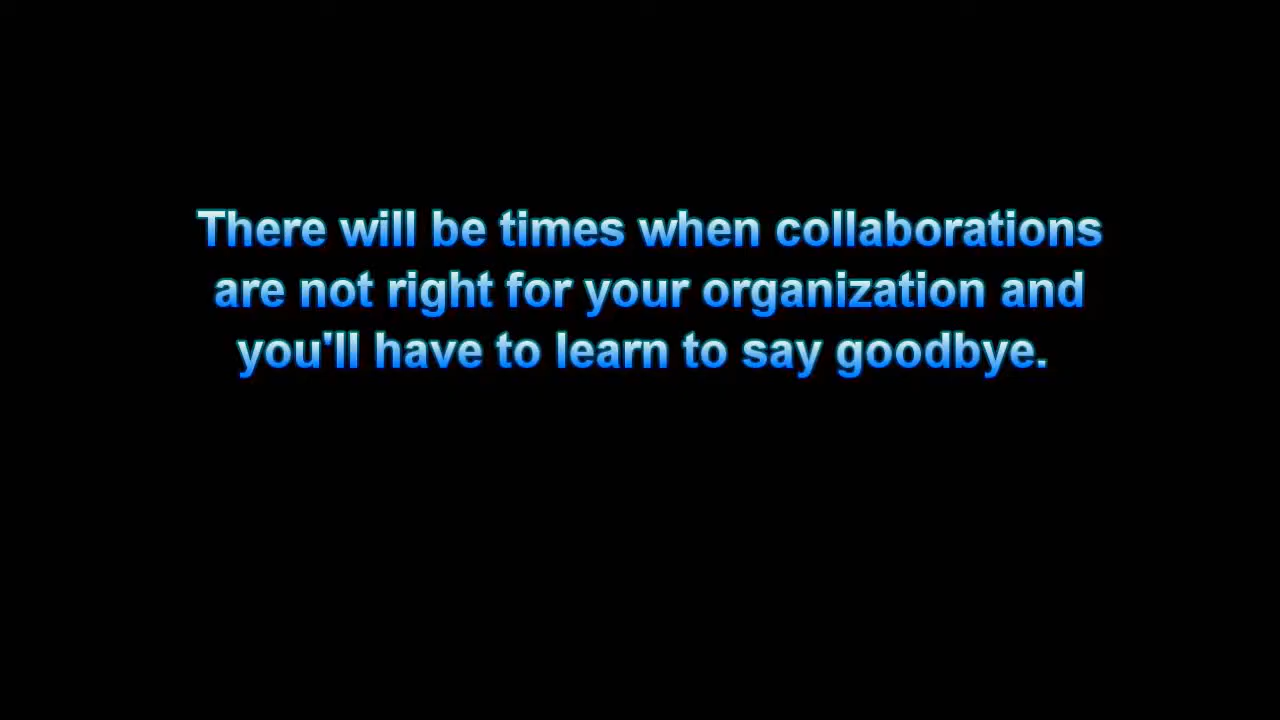 There will be times when collaborations
are not right for your organization and
you'll have to learn to say goodbye.